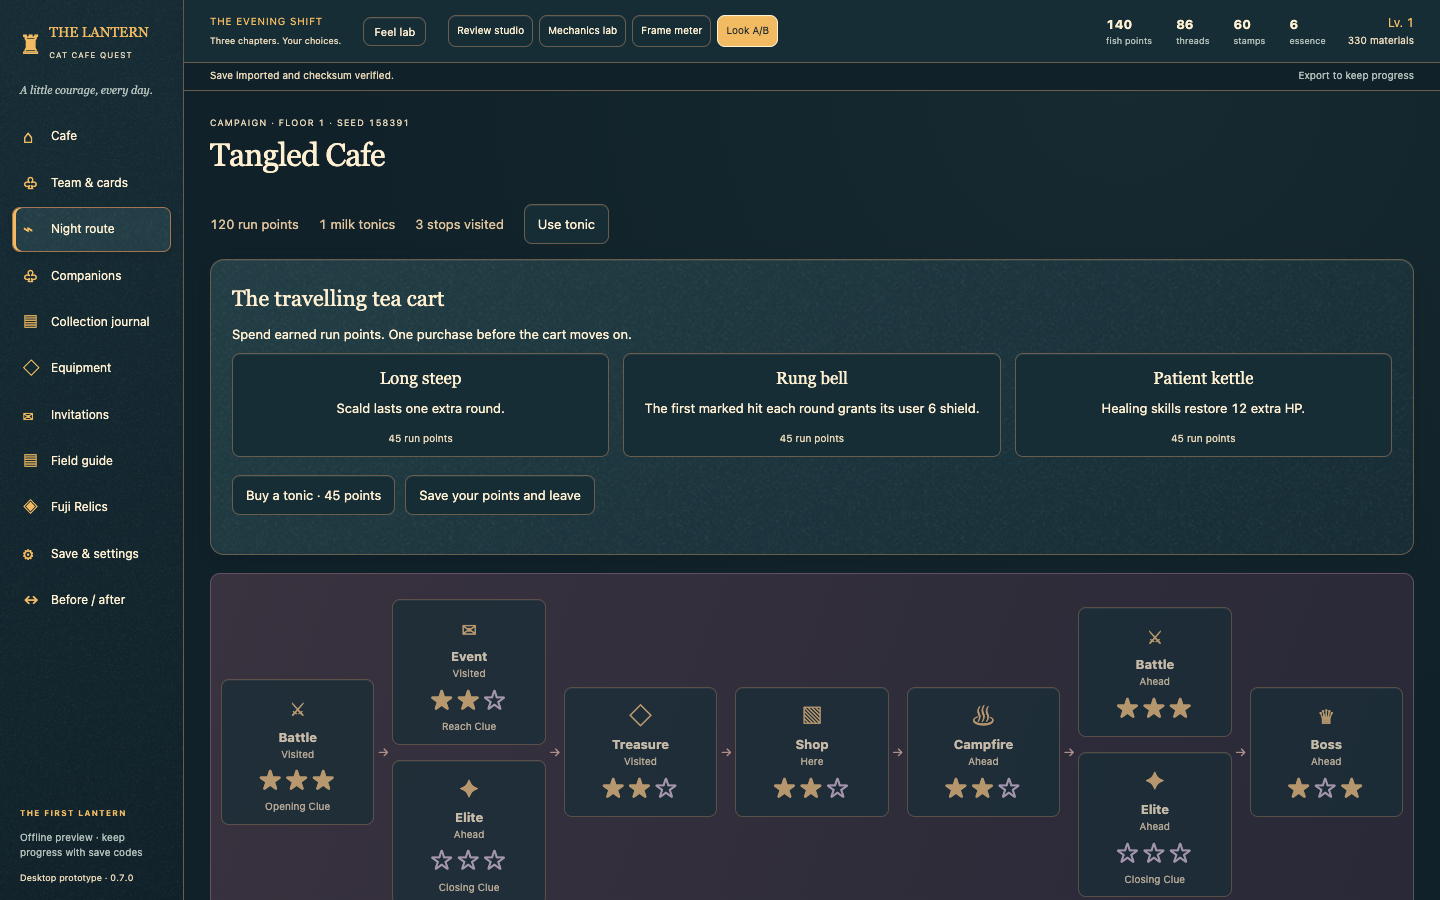 THE LANTERN
CAT CAFE QUEST
A little courage, every day.
Cafe
Team & cards
Night route
Companions
Collection journal
Equipment
Invitations
Field guide
Fuji Relics
Save & settings
Before / after
THE FIRST LANTERN
Offline preview · keep
progress with save codes
Desktop prototype · 0.7.0
THE EVENING SHIFT
Three chapters. Your choices.
Feel lab
Review studio
Mechanics lab
Frame meter
Look A/B
140
fish points
86
threads
60
stamps
6
essence
Lv. 1
330 materials
Save imported and checksum verified.
Export to keep progress
CAMPAIGN · FLOOR 1 · SEED 158391
Tangled Cafe
120 run points
1 milk tonics
3 stops visited
Use tonic
The travelling tea cart
Spend earned run points. One purchase before the cart moves on.
Long steep
Scald lasts one extra round.
45 run points
Rung bell
The first marked hit each round grants its user 6 shield.
45 run points
Patient kettle
Healing skills restore 12 extra HP.
45 run points
Buy a tonic · 45 points
Save your points and leave
Battle
Visited
Opening Clue
Event
Visited
Reach Clue
Elite
Ahead
Closing Clue
Treasure
Visited
Shop
Here
Campfire
Ahead
Battle
Ahead
Elite
Ahead
Closing Clue
Boss
Ahead